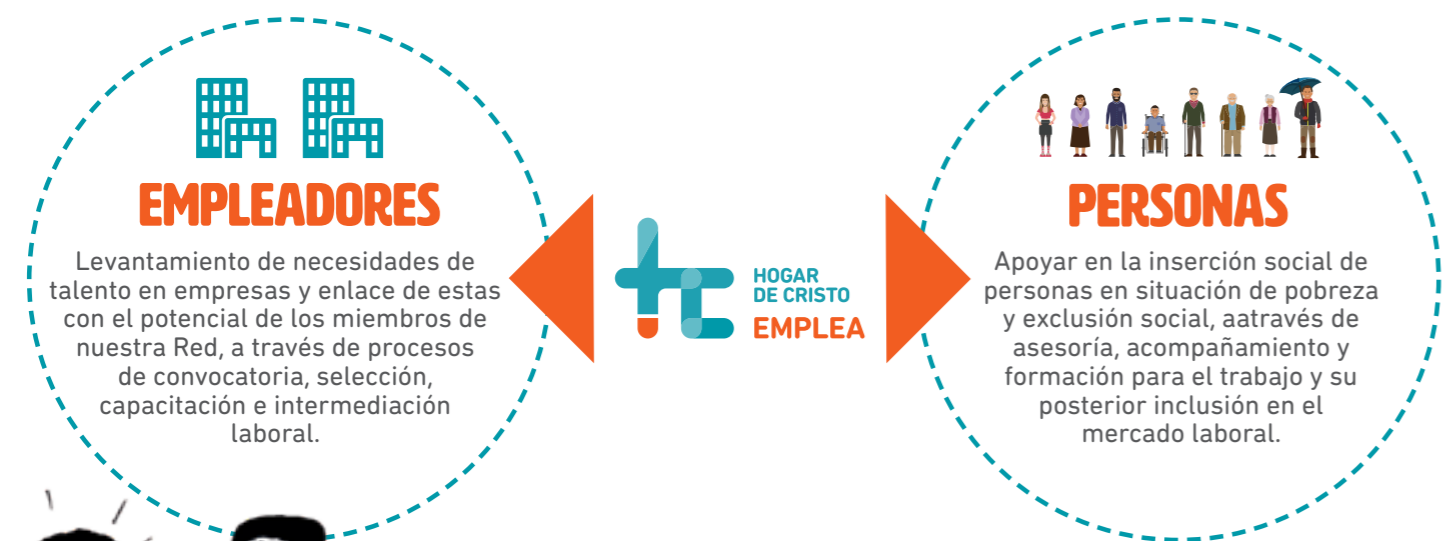 EMPLEADORES
Levantamiento de necesidades de
talento en empresas y enlace de estas
con el potencial de los miembros de
nuestra Red, a través de procesos
de convocatoria, selección,
capacitación e intermediación
laboral.
HOGAR
DE CRISTO
EMPLEA
PERSONAS
Apoyar en la inserción social de
personas en situación de pobreza
y exclusión social, aatravés de
asesoría, acompañamiento y
formación para el trabajo y su
posterior inclusión en el
mercado laboral.